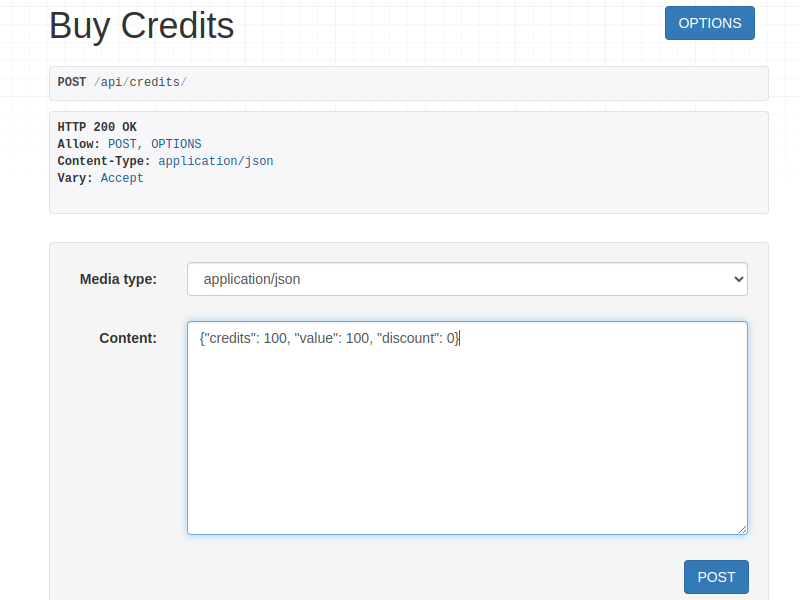 Buy Credits
OPTIONS
POST /api/credits/
HTTP 200 OK
Allow: POST, OPTIONS
Content-Type: application/json
Vary: Accept
Media type:
application/json
Content:
{"credits": 100, "value": 100, "discount": 0}
POST